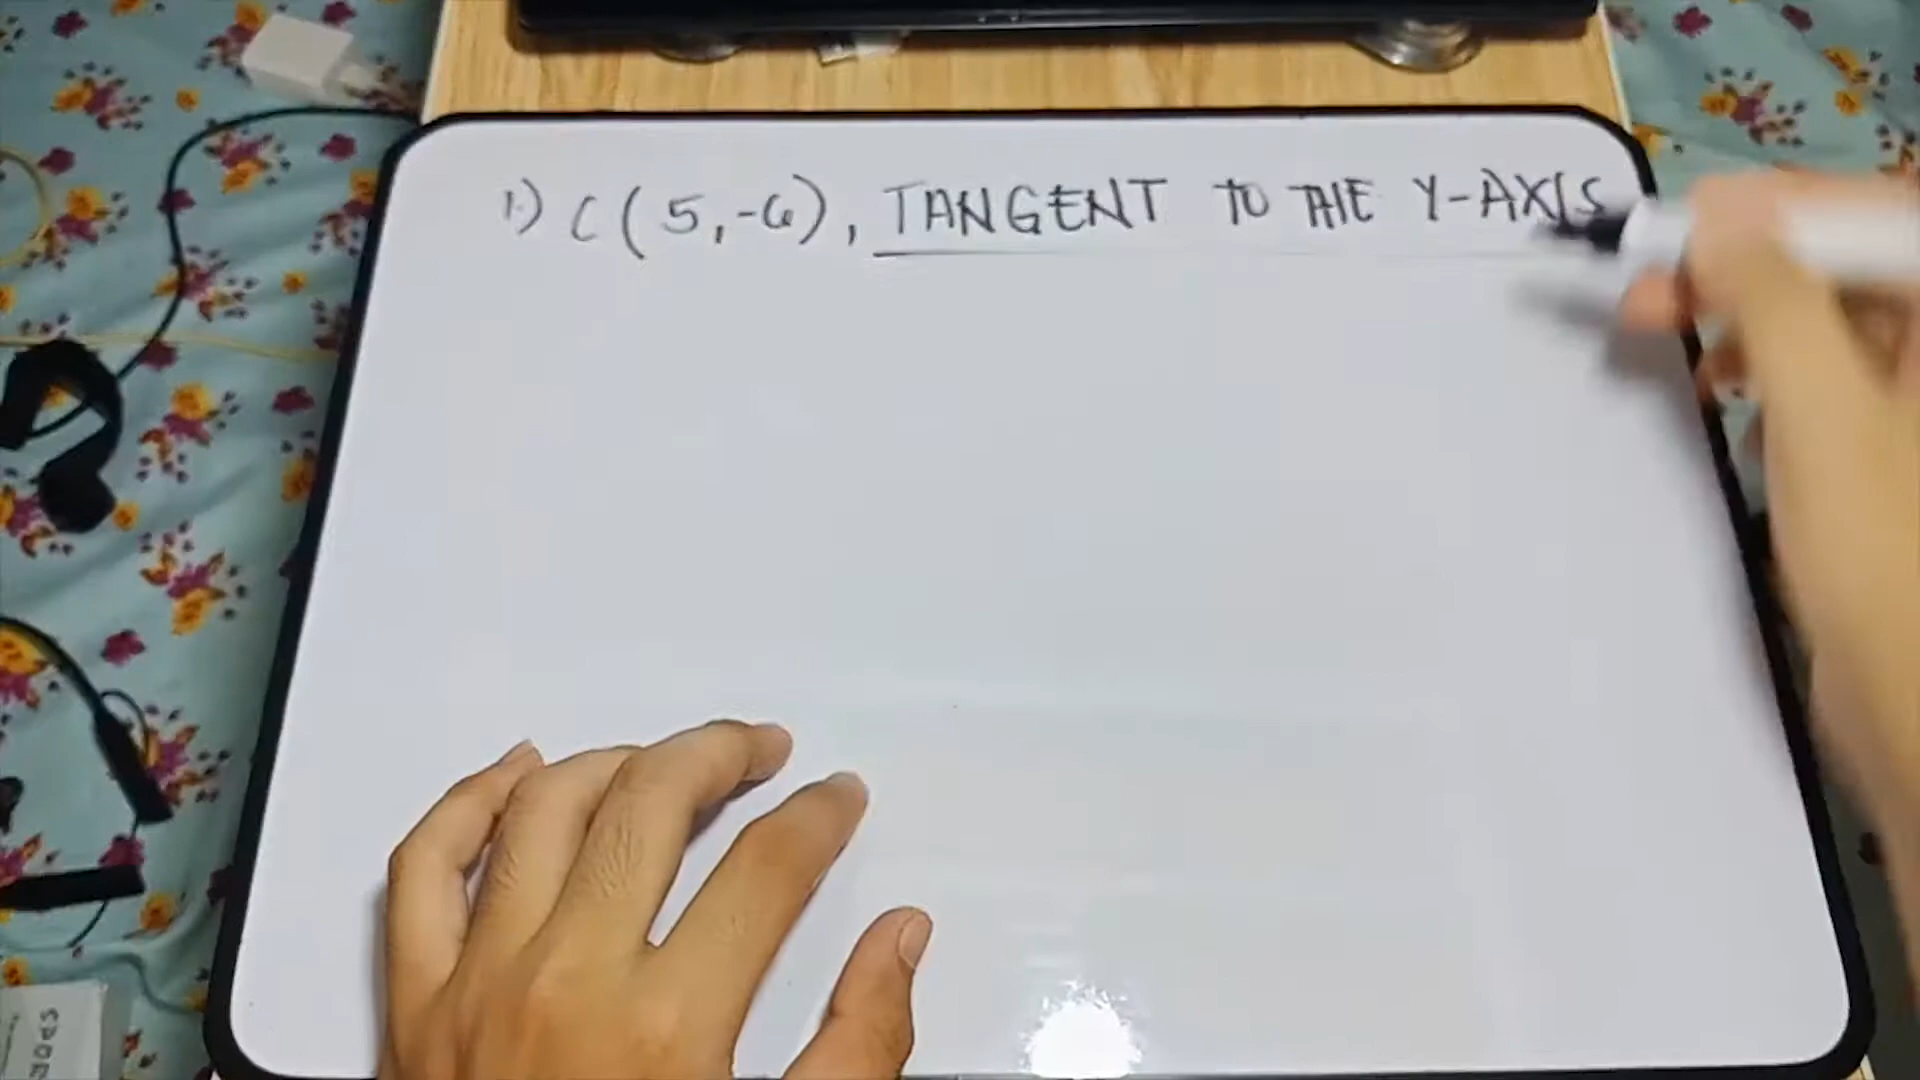 1.) C (5,-6), TANGENT TO THE Y-AXIS